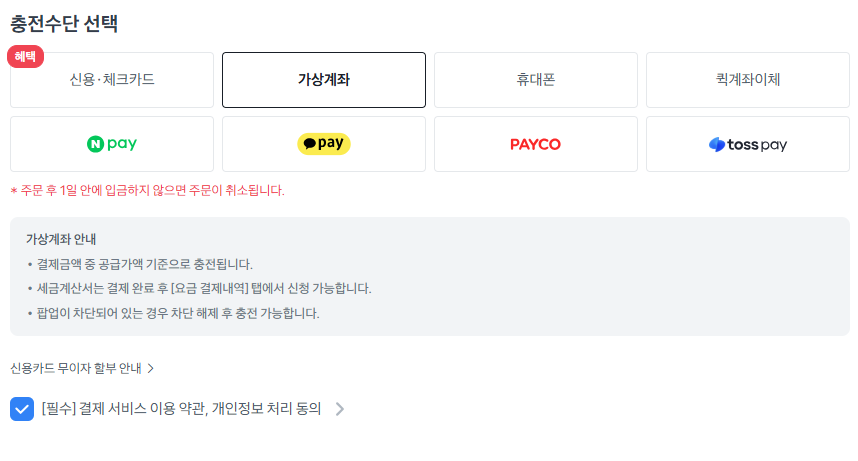 충전수단 선택
혜택
신용·체크카드
가상계좌
휴대폰
퀵계좌이체
N pay
pay
PAYCO
toss pay
* 주문 후 1일 안에 입금하지 않으면 주문이 취소됩니다.
가상계좌 안내
• 결제금액 중 공급가액 기준으로 충전됩니다.
• 세금계산서는 결제 완료 후 [요금 결제내역] 탭에서 신청 가능합니다.
• 팝업이 차단되어 있는 경우 차단 해제 후 충전 가능합니다.
신용카드 무이자 할부 안내 >
[필수] 결제 서비스 이용 약관, 개인정보 처리 동의 >